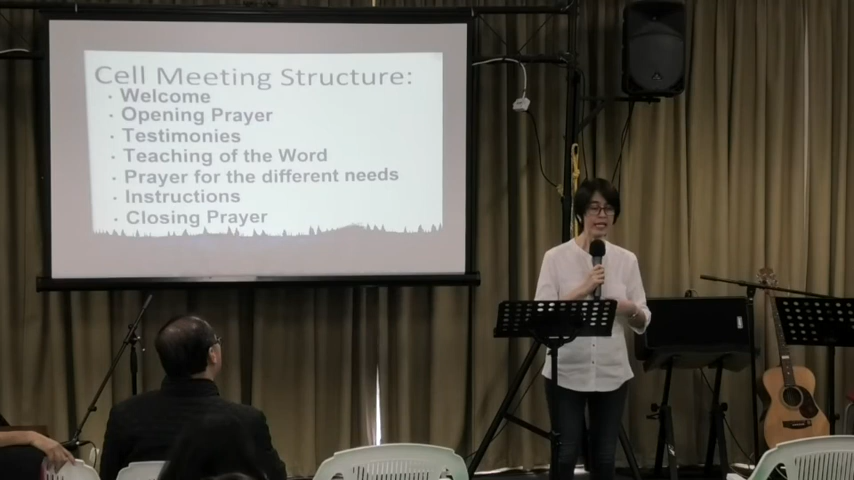 Cell Meeting Structure:
· Welcome
· Opening Prayer
· Testimonies
· Teaching of the Word
· Prayer for the different needs
· Instructions
· Closing Prayer